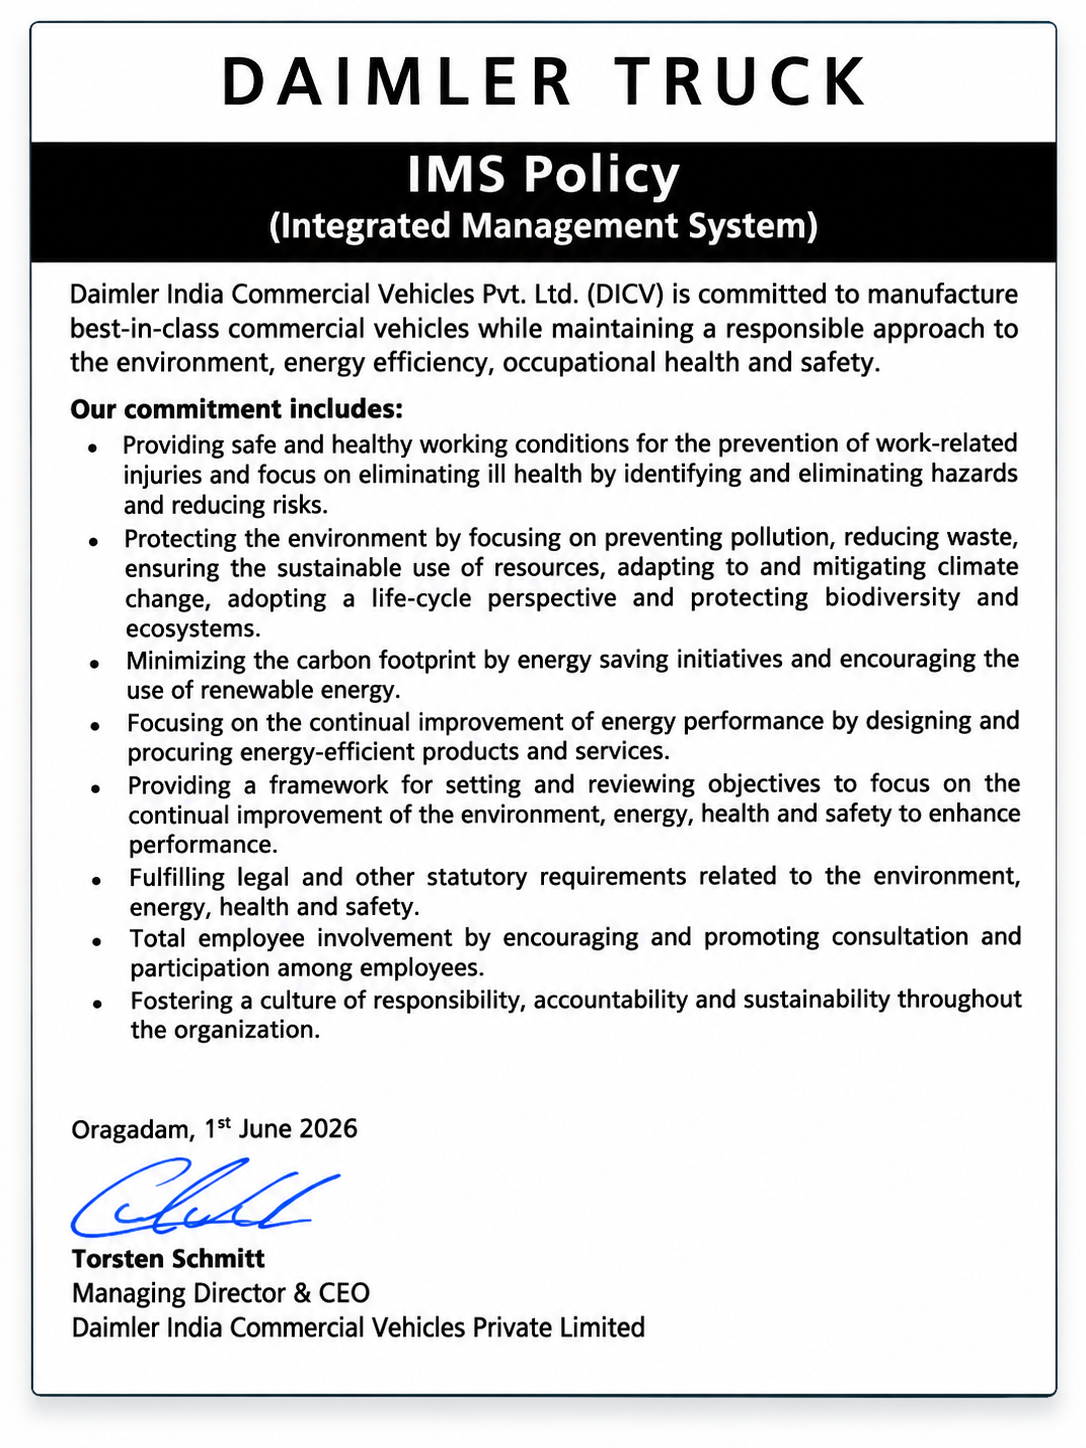 DAIMLER TRUCK
IMS Policy
(Integrated Management System)
Daimler India Commercial Vehicles Pvt. Ltd. (DICV) is committed to manufacture
best-in-class commercial vehicles while maintaining a responsible approach to
the environment, energy efficiency, occupational health and safety.
Our commitment includes:
• Providing safe and healthy working conditions for the prevention of work-related
injuries and focus on eliminating ill health by identifying and eliminating hazards
and reducing risks.
• Protecting the environment by focusing on preventing pollution, reducing waste,
ensuring the sustainable use of resources, adapting to and mitigating climate
change, adopting a life-cycle perspective and protecting biodiversity and
ecosystems.
• Minimizing the carbon footprint by energy saving initiatives and encouraging the
use of renewable energy.
• Focusing on the continual improvement of energy performance by designing and
procuring energy-efficient products and services.
• Providing a framework for setting and reviewing objectives to focus on the
continual improvement of the environment, energy, health and safety to enhance
performance.
• Fulfilling legal and other statutory requirements related to the environment,
energy, health and safety.
• Total employee involvement by encouraging and promoting consultation and
participation among employees.
• Fostering a culture of responsibility, accountability and sustainability throughout
the organization.
Oragadam, 1st June 2026
Torsten Schmitt
Managing Director & CEO
Daimler India Commercial Vehicles Private Limited